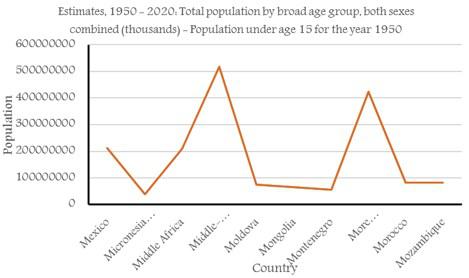 Estimates, 1950 - 2020: Total population by broad age group, both sexes
combined (thousands) - Population under age 15 for the year 1950
600000000
500000000
400000000
300000000
200000000
100000000
0
Population
Mexico
Micronesia…
Middle Africa
Middle-…
Moldova
Mongolia
Montenegro
More…
Morocco
Mozambique
Country